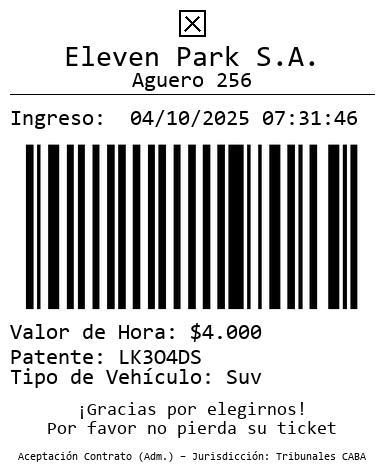 Eleven Park S.A.
Aguero 256
Ingreso: 04/10/2025 07:31:46
Valor de Hora: $4.000
Patente: LK3O4DS
Tipo de Vehículo: Suv
¡Gracias por elegirnos!
Por favor no pierda su ticket
Aceptación Contrato (Adm.) – Jurisdicción: Tribunales CABA